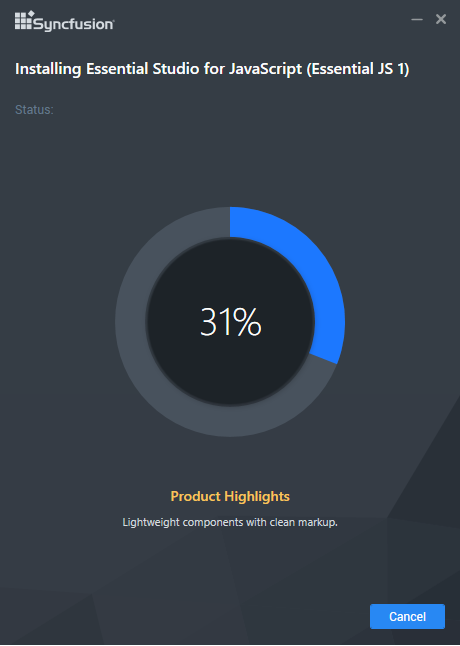 Syncfusion
Installing Essential Studio for JavaScript (Essential JS 1)
Status:
31%
Product Highlights
Lightweight components with clean markup.
Cancel